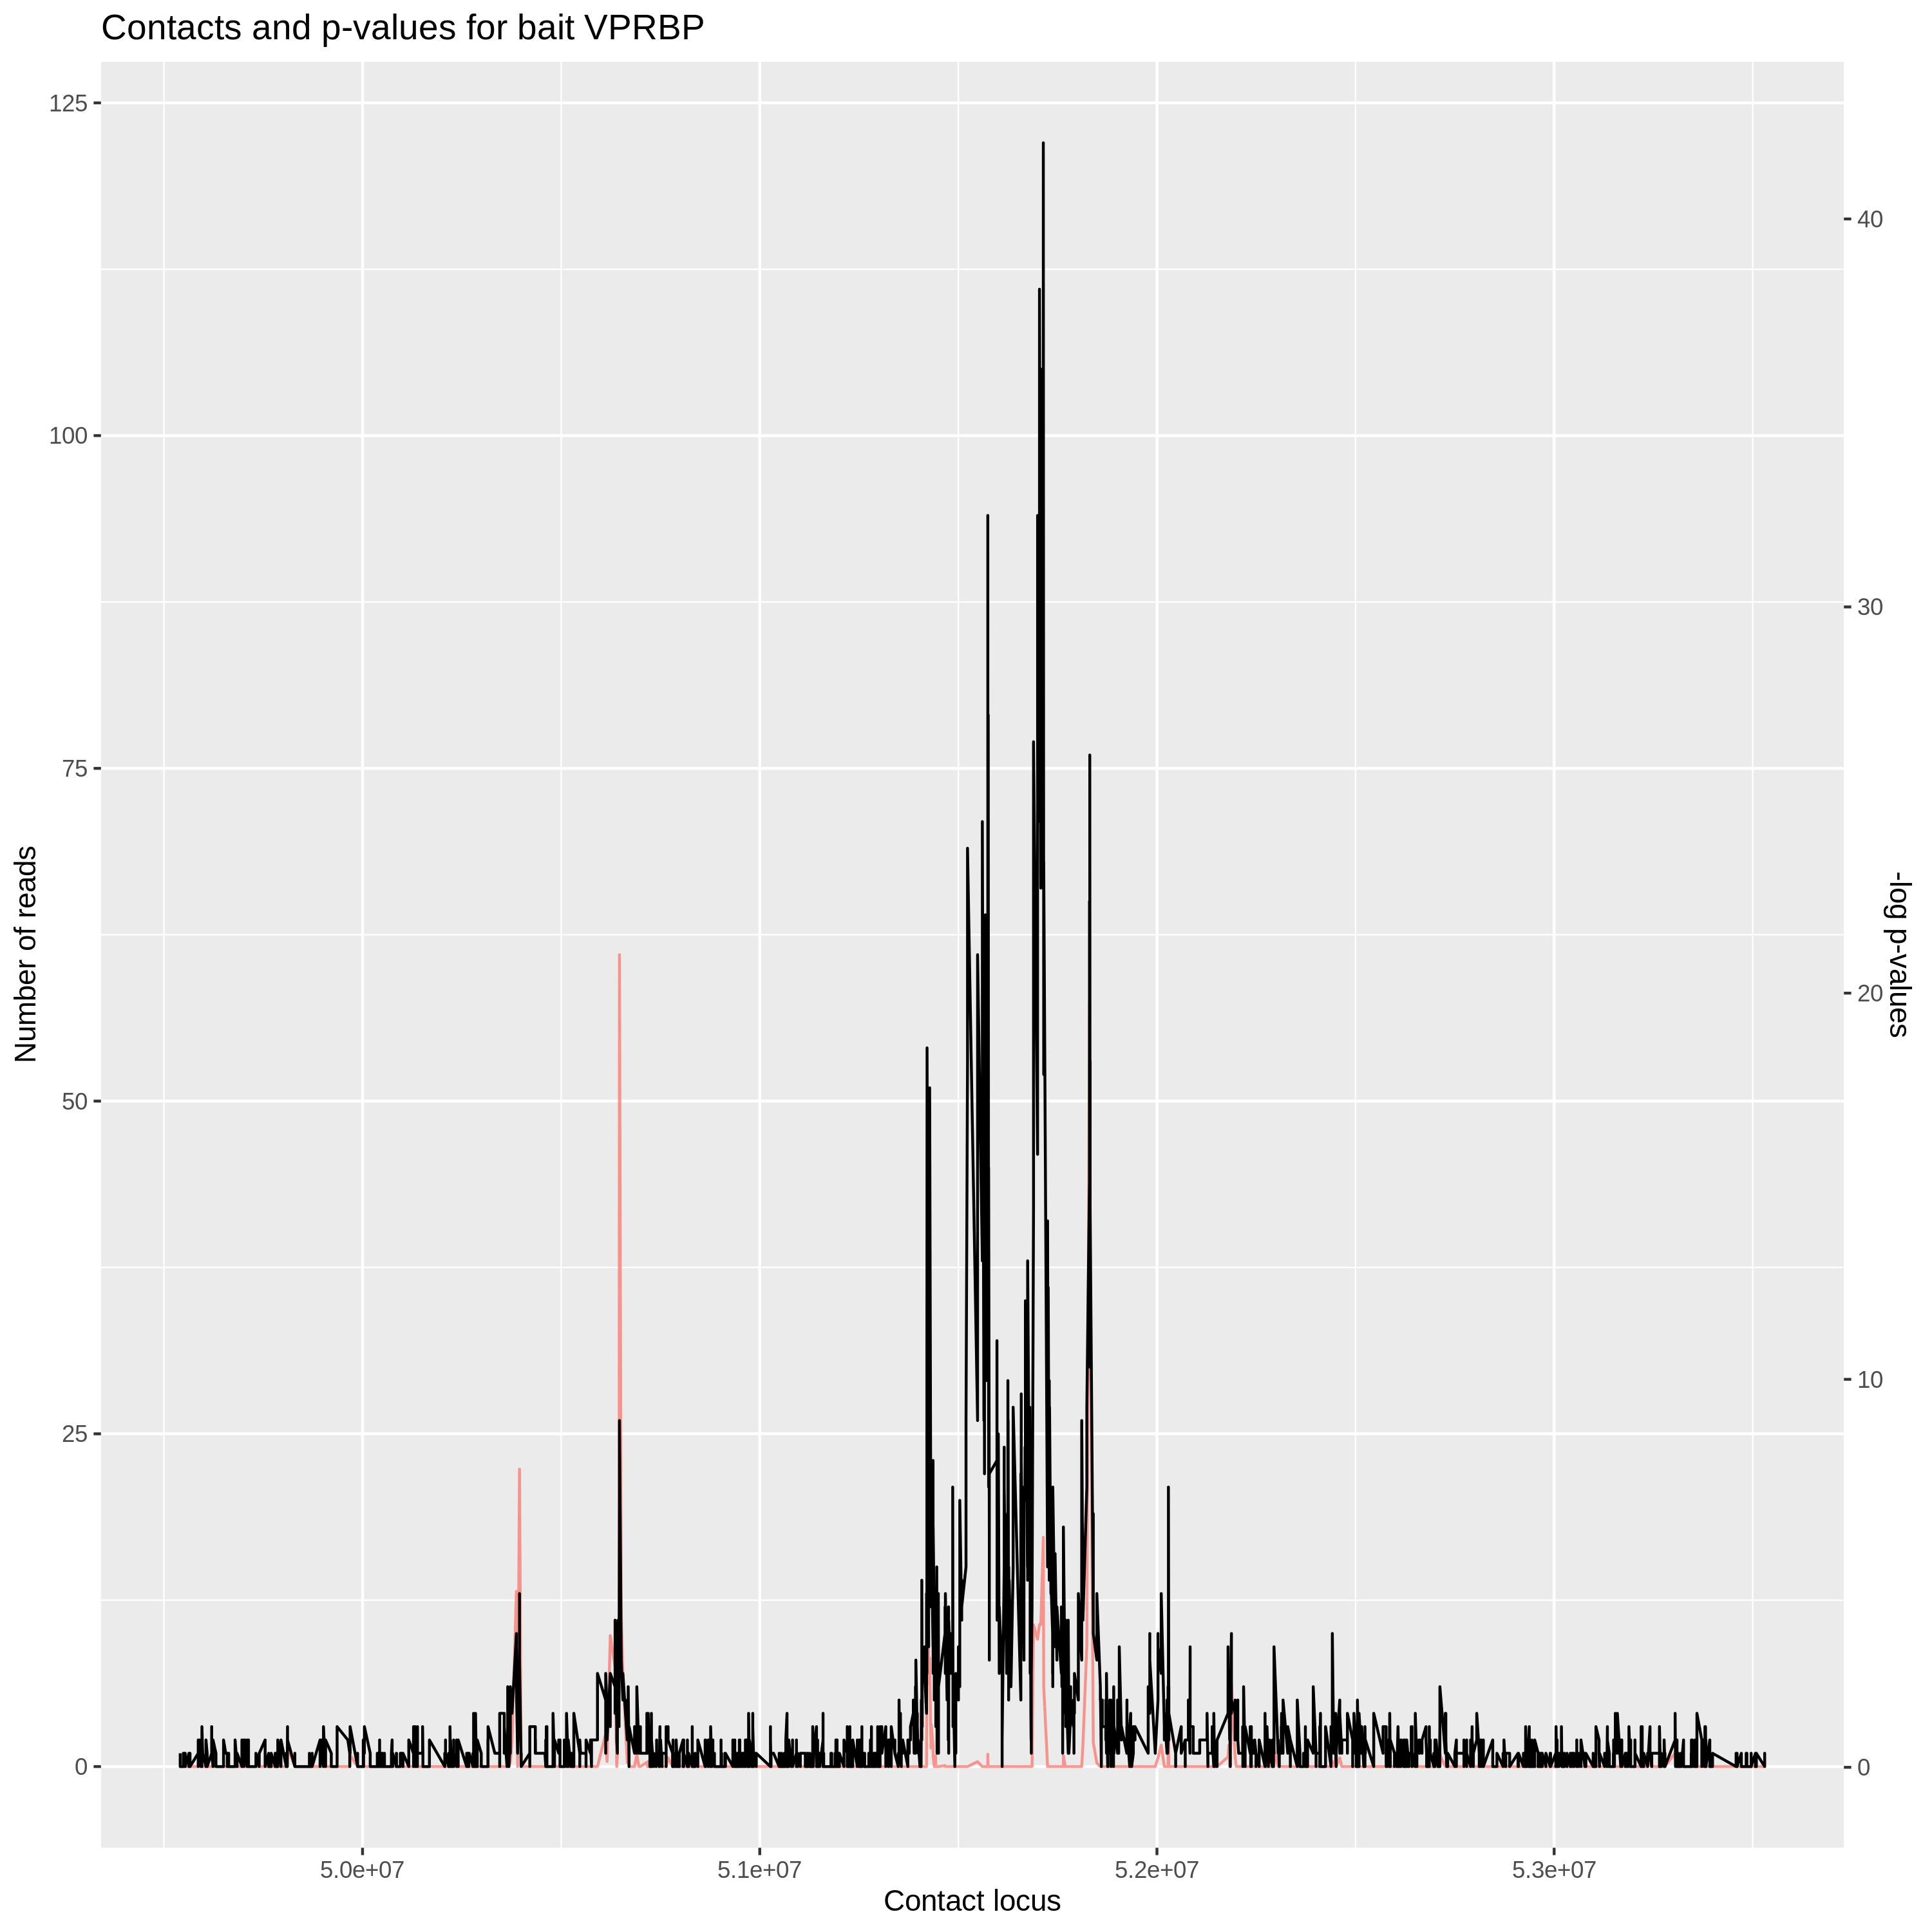 Contacts and p-values for bait VPRBP
125
100
75
50
25
0
Number of reads
40
30
20
10
0
-log p-values
5.0e+07
5.1e+07
5.2e+07
5.3e+07
Contact locus